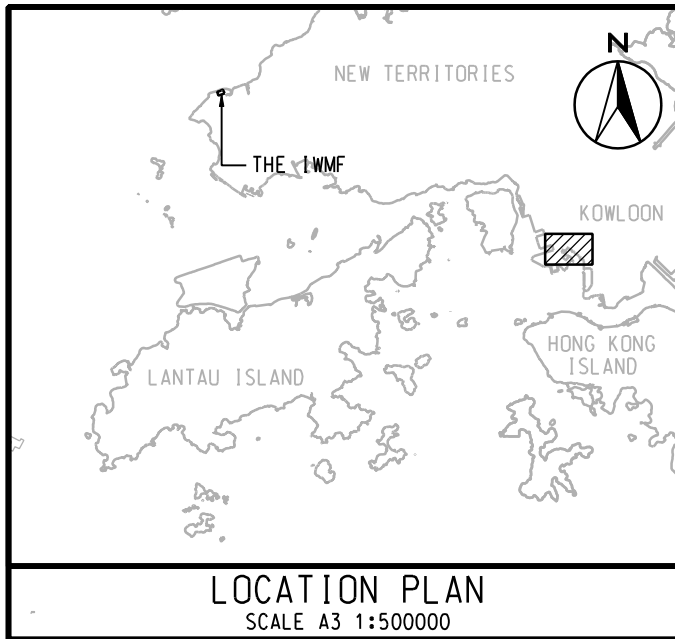 N
NEW TERRITORIES
THE IWMF
KOWLOON
HONG KONG
ISLAND
LANTAU ISLAND
LOCATION PLAN
SCALE A3 1:500000